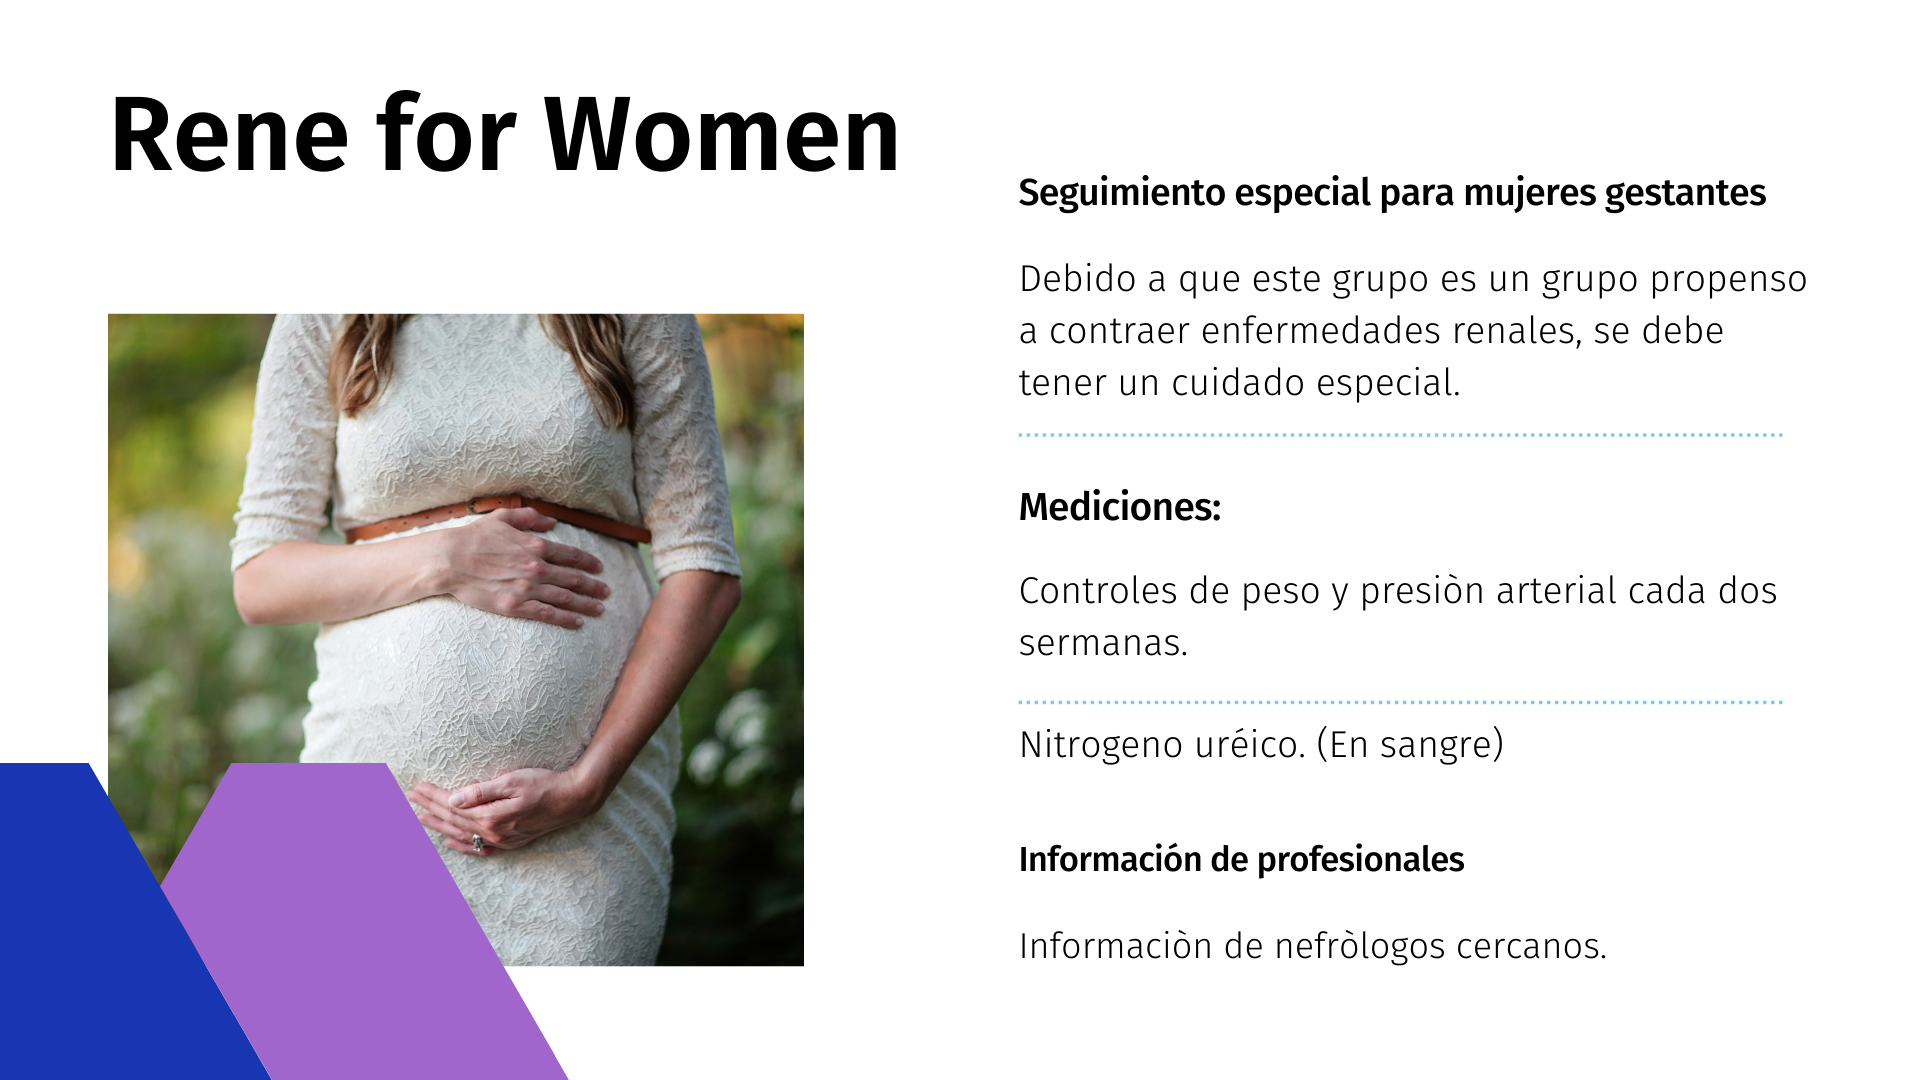 Rene for Women
Seguimiento especial para mujeres gestantes
Debido a que este grupo es un grupo propenso
a contraer enfermedades renales, se debe
tener un cuidado especial.
Mediciones:
Controles de peso y presiòn arterial cada dos
sermanas.
Nitrogeno uréico. (En sangre)
Información de profesionales
Informaciòn de nefròlogos cercanos.